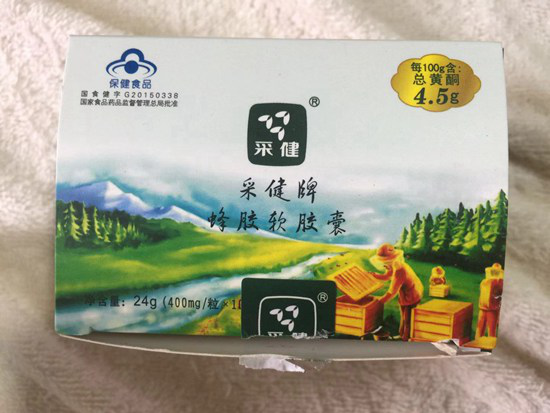 保健食品
国食健字G20150338
国家食品药品监督管理总局批准
每100g含:
总黄酮
4.5g
®
采健
采健牌
蜂胶软胶囊
净含量: 24g (400mg/粒
®
采健